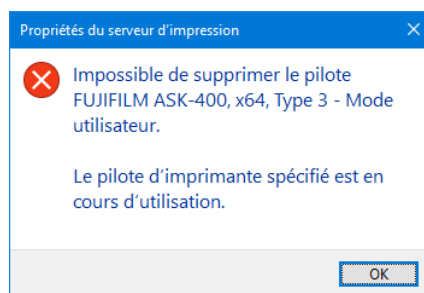 Propriétés du serveur d'impression
Impossible de supprimer le pilote
FUJIFILM ASK-400, x64, Type 3 - Mode
utilisateur.
Le pilote d'imprimante spécifié est en
cours d'utilisation.
OK